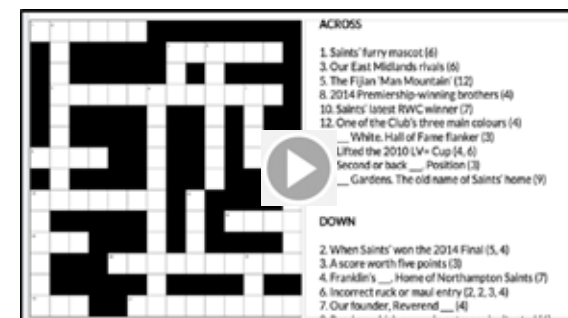 ACROSS
1. Saints' furry mascot (6)
3. Our East Midlands rivals (6)
5. The Fijian 'Man Mountain' (12)
8. 2014 Premiership-winning brothers (4)
10. Saints' latest RWC winner (7)
12. One of the Club's three main colours (4)
__ White. Hall of Fame flanker (3)
Lifted the 2010 LV= Cup (4, 6)
Second or back __. Position (3)
__ Gardens. The old name of Saints' home (9)
DOWN
2. When Saints' won the 2014 Final (5, 4)
3. A score worth five points (3)
4. Franklin's __. Home of Northampton Saints (7)
6. Incorrect ruck or maul entry (2, 2, 3, 4)
7. Our founder, Reverend __ (4)